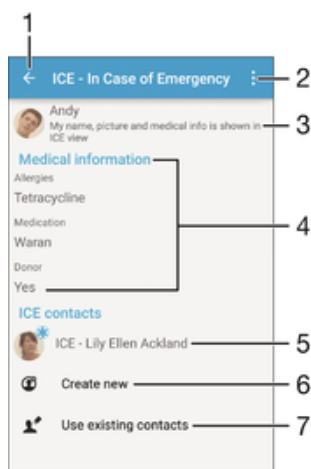 1
ICE - In Case of Emergency
2
Andy
My name, picture and medical info is shown in
ICE view
3
Medical information
Allergies
Tetracycline
Medication
Waran
Donor
Yes
4
ICE contacts
ICE - Lily Ellen Ackland
5
Create new
6
Use existing contacts
7